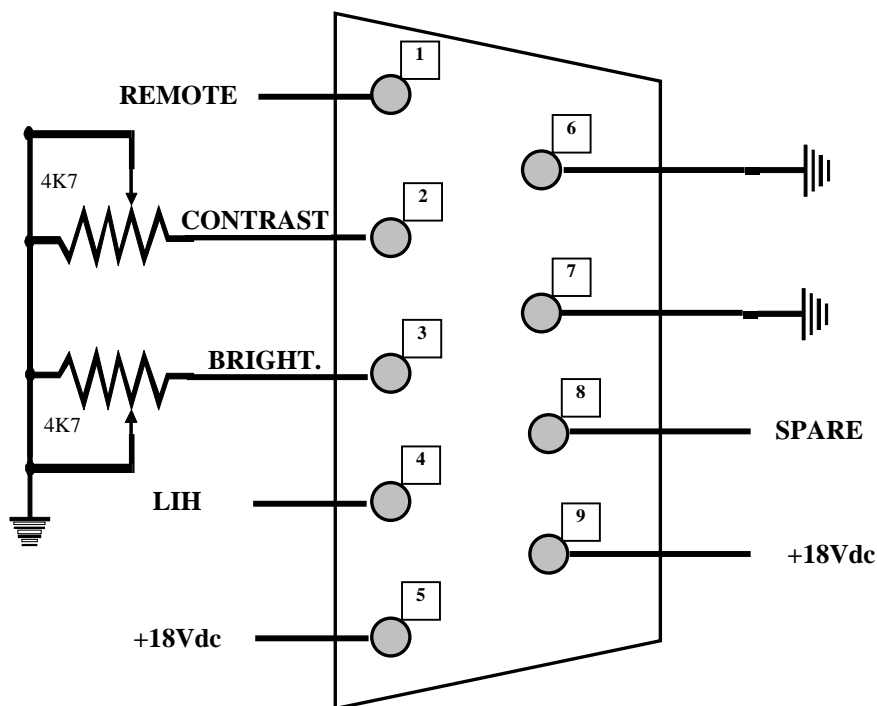 1
REMOTE
6
4K7
2
CONTRAST
7
3
BRIGHT.
8
4K7
SPARE
4
LIH
9
+18Vdc
5
+18Vdc